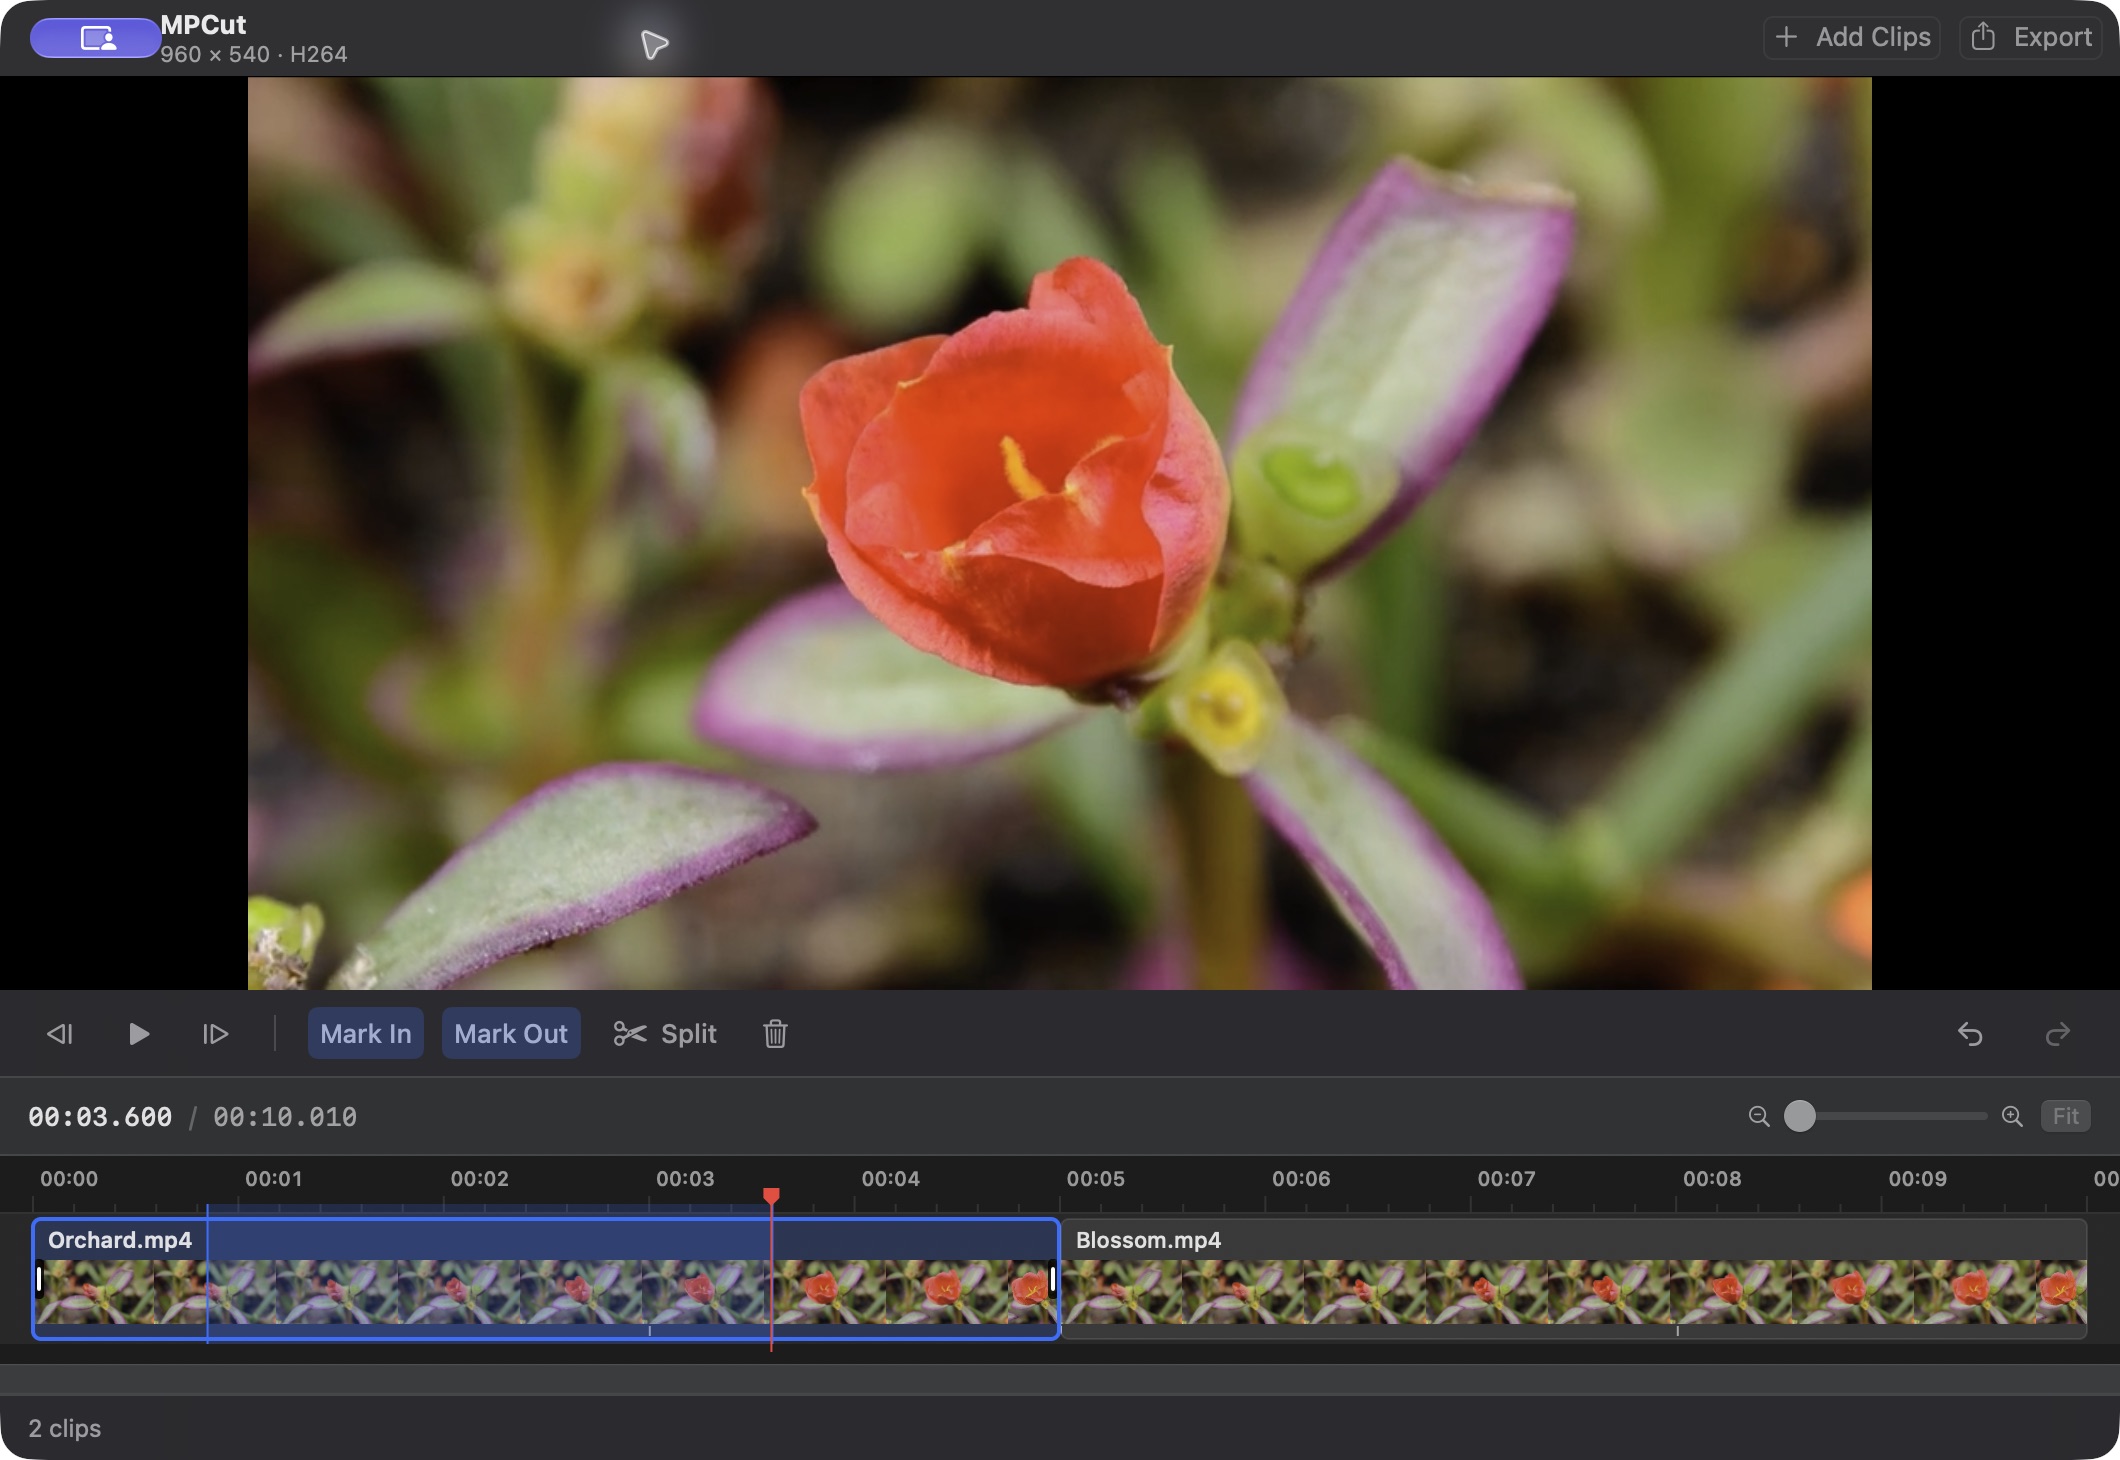 MPCut
960 × 540 · H264
Add Clips
Export
Mark In
Mark Out
Split
00:03.600 / 00:10.010
Fit
00:00
00:01
00:02
00:03
00:04
00:05
00:06
00:07
00:08
00:09
00
Orchard.mp4
Blossom.mp4
2 clips